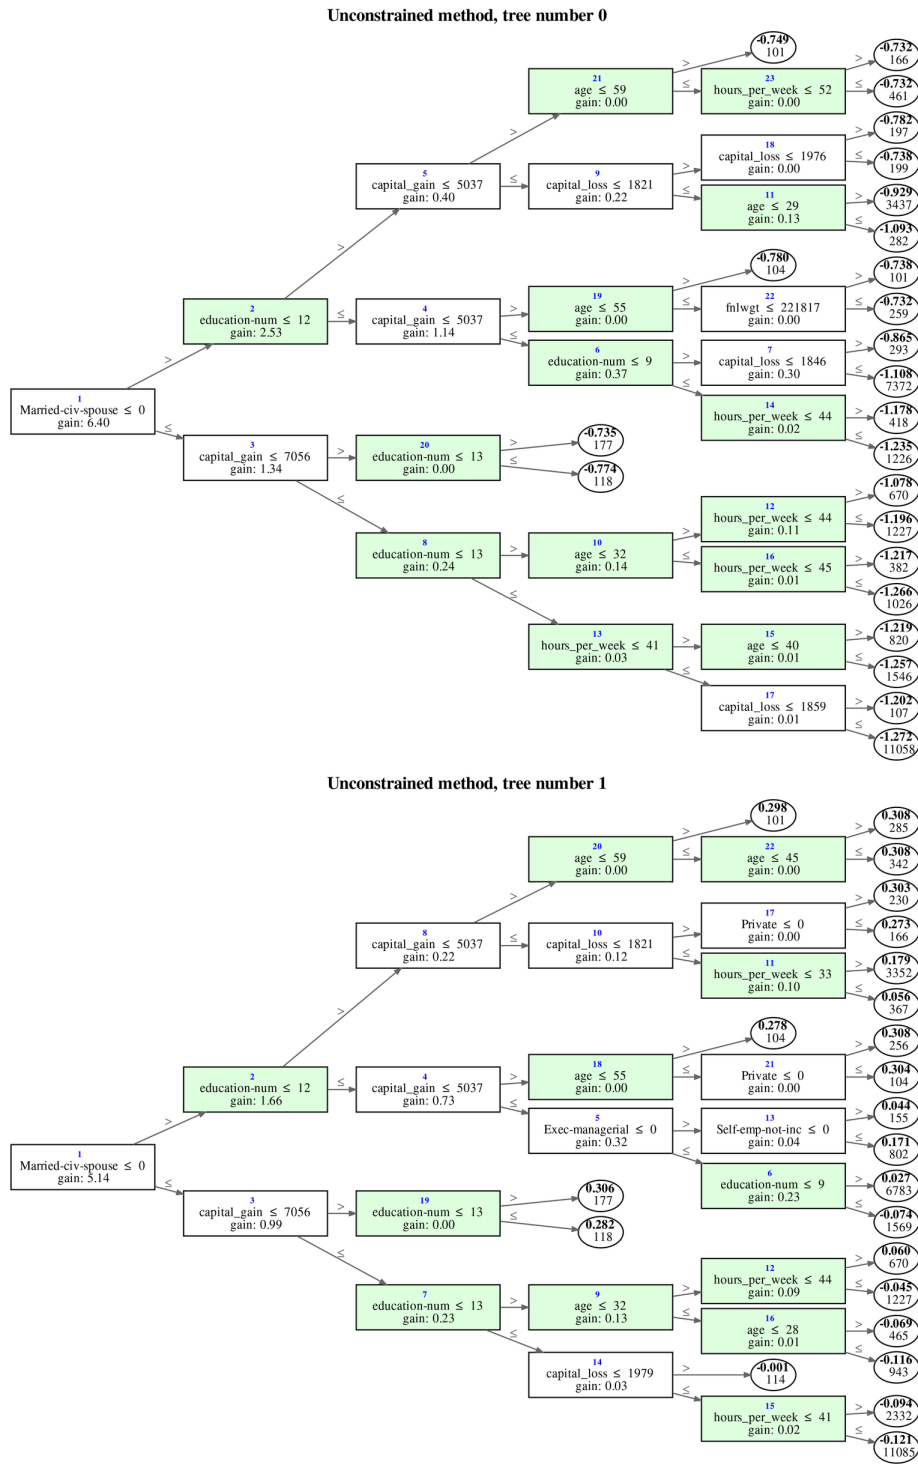 Unconstrained method, tree number 0
-0.749
101
-0.732
166
21
age ≤ 59
gain: 0.00
>
≤
23
hours_per_week ≤ 52
gain: 0.00
>
≤
-0.732
461
>
-0.782
197
5
capital_gain ≤ 5037
gain: 0.40
≤
9
capital_loss ≤ 1821
gain: 0.22
>
≤
18
capital_loss ≤ 1976
gain: 0.00
>
≤
-0.738
199
11
age ≤ 29
gain: 0.13
>
≤
-0.929
3437
-1.093
282
>
-0.780
104
-0.738
101
2
education-num ≤ 12
gain: 2.53
≤
4
capital_gain ≤ 5037
gain: 1.14
>
≤
19
age ≤ 55
gain: 0.00
>
≤
22
fnlwgt ≤ 221817
gain: 0.00
>
≤
-0.732
259
6
education-num ≤ 9
gain: 0.37
>
≤
7
capital_loss ≤ 1846
gain: 0.30
>
≤
-0.865
293
-1.108
7372
1
Married-civ-spouse ≤ 0
gain: 6.40
>
≤
14
hours_per_week ≤ 44
gain: 0.02
>
≤
-1.178
418
-1.235
1226
3
capital_gain ≤ 7056
gain: 1.34
>
≤
20
education-num ≤ 13
gain: 0.00
>
≤
-0.735
177
-0.774
118
12
hours_per_week ≤ 44
gain: 0.11
>
≤
-1.078
670
-1.196
1227
8
education-num ≤ 13
gain: 0.24
>
≤
10
age ≤ 32
gain: 0.14
>
≤
16
hours_per_week ≤ 45
gain: 0.01
>
≤
-1.217
382
-1.266
1026
13
hours_per_week ≤ 41
gain: 0.03
>
≤
15
age ≤ 40
gain: 0.01
>
≤
-1.219
820
-1.257
1546
17
capital_loss ≤ 1859
gain: 0.01
>
≤
-1.202
107
-1.272
11058
Unconstrained method, tree number 1
0.298
101
0.308
285
20
age ≤ 59
gain: 0.00
>
≤
22
age ≤ 45
gain: 0.00
>
≤
0.308
342
>
0.303
230
8
capital_gain ≤ 5037
gain: 0.22
≤
10
capital_loss ≤ 1821
gain: 0.12
>
≤
17
Private ≤ 0
gain: 0.00
>
≤
0.273
166
11
hours_per_week ≤ 33
gain: 0.10
>
≤
0.179
3352
0.056
367
>
0.278
104
0.308
256
2
education-num ≤ 12
gain: 1.66
≤
4
capital_gain ≤ 5037
gain: 0.73
>
≤
18
age ≤ 55
gain: 0.00
>
≤
21
Private ≤ 0
gain: 0.00
>
≤
0.304
104
5
Exec-managerial ≤ 0
gain: 0.32
>
≤
13
Self-emp-not-inc ≤ 0
gain: 0.04
>
≤
0.044
155
0.171
802
1
Married-civ-spouse ≤ 0
gain: 5.14
>
≤
6
education-num ≤ 9
gain: 0.23
>
≤
0.027
6783
-0.074
1569
3
capital_gain ≤ 7056
gain: 0.99
>
≤
19
education-num ≤ 13
gain: 0.00
>
≤
0.306
177
0.282
118
12
hours_per_week ≤ 44
gain: 0.09
>
≤
0.060
670
-0.045
1227
7
education-num ≤ 13
gain: 0.23
>
≤
9
age ≤ 32
gain: 0.13
>
≤
16
age ≤ 28
gain: 0.01
>
≤
-0.069
465
-0.116
943
14
capital_loss ≤ 1979
gain: 0.03
>
≤
-0.001
114
15
hours_per_week ≤ 41
gain: 0.02
>
≤
-0.094
2332
-0.121
11085